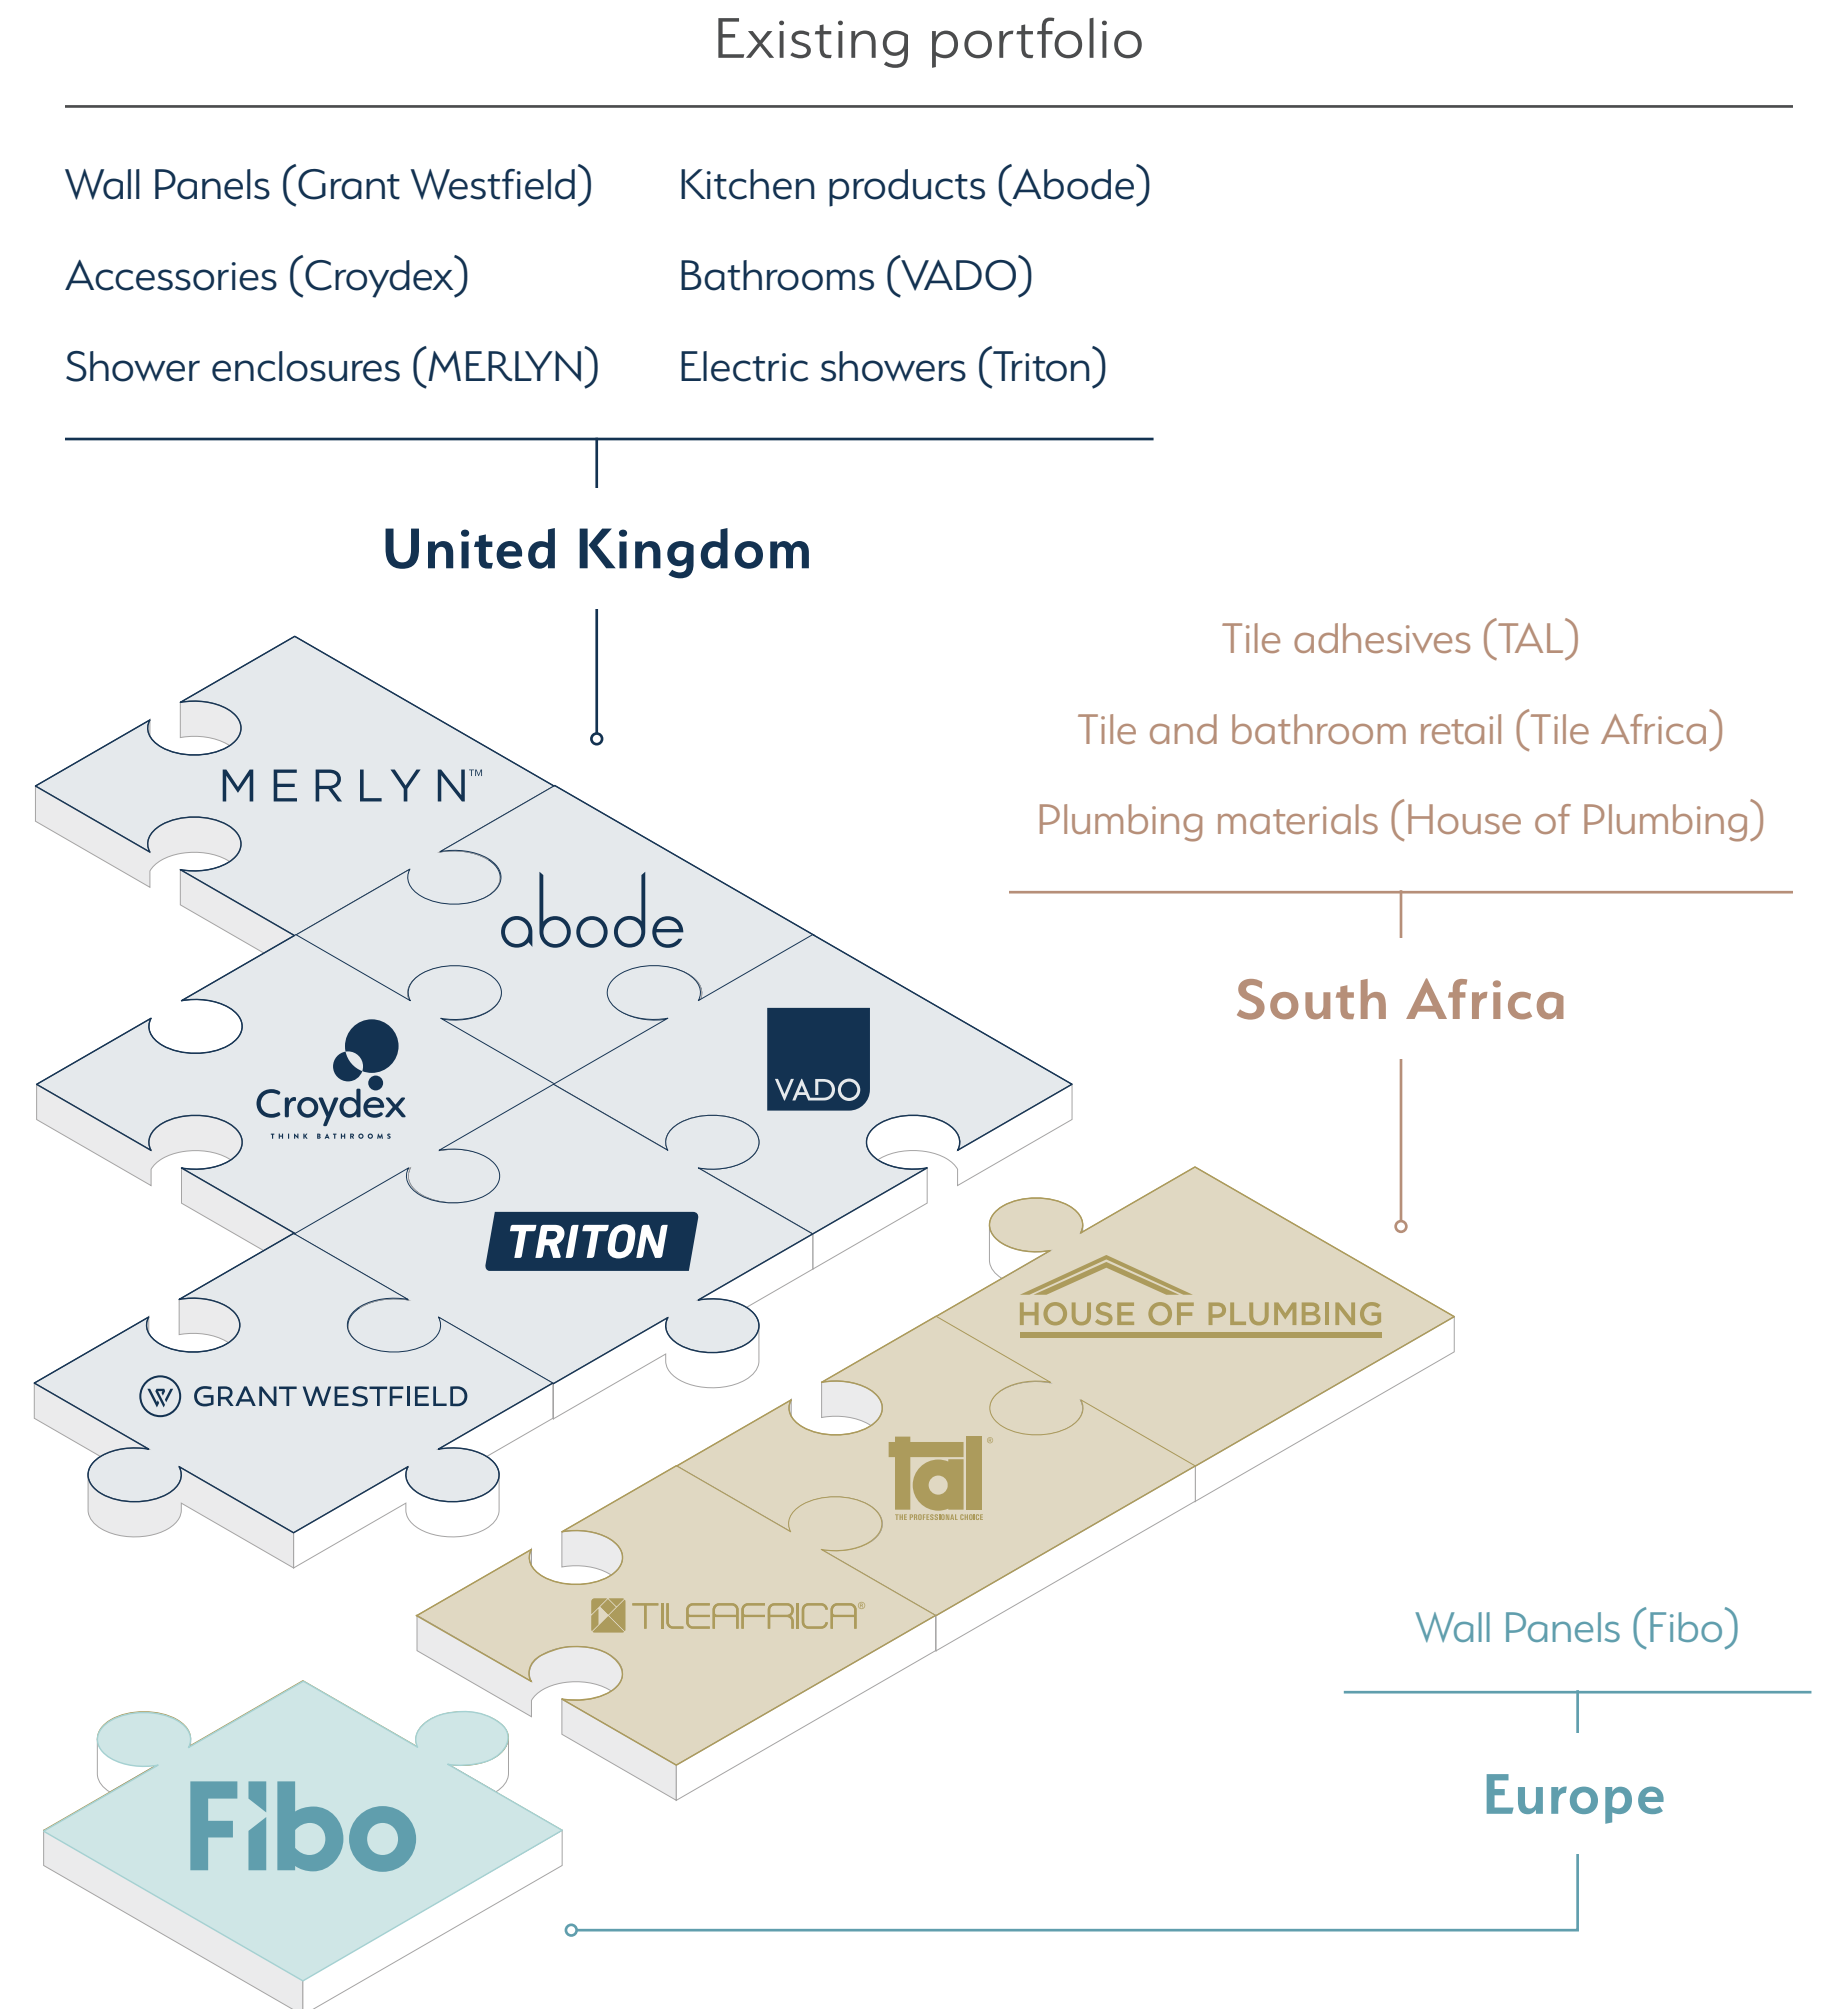 Existing portfolio
Wall Panels (Grant Westfield)
Kitchen products (Abode)
Accessories (Croydex)
Bathrooms (VADO)
Shower enclosures (MERLYN)
Electric showers (Triton)
United Kingdom
Tile adhesives (TAL)
Tile and bathroom retail (Tile Africa)
Plumbing materials (House of Plumbing)
South Africa
MERLYN™
abode
Croydex
THINK BATHROOMS
VADO
TRITON
GRANT WESTFIELD
HOUSE OF PLUMBING
tal®
THE PROFESSIONAL CHOICE
TILEAFRICA®
Wall Panels (Fibo)
Europe
Fibo